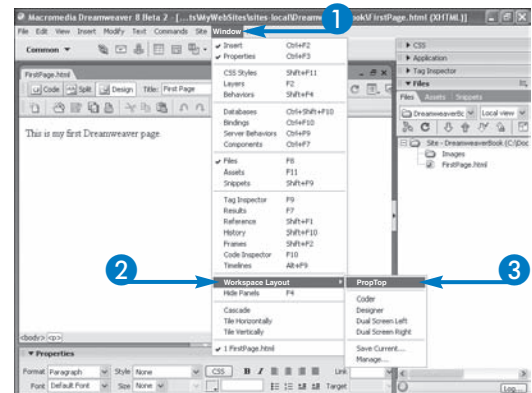 Macromedia Dreamweaver 8 Beta 2 - [...ts\MyWebSites\sites-local\Dreamw
ok\FirstPage.html (XHTML)]
1
File Edit View Insert Modify Text Commands Site Window
Common
FirstPage.html
Code Split Design Title: First Page
This is my first Dreamweaver page.
Insert Ctrl+F2
Properties Ctrl+F3
CSS Styles Shift+F11
Layers F2
Behaviors Shift+F4
Databases Ctrl+Shift+F10
Bindings Ctrl+F10
Server Behaviors Ctrl+F9
Components Ctrl+F7
Files F8
Assets F11
Snippets Shift+F9
Tag Inspector F9
Results F7
Reference Shift+F1
History Shift+F10
Frames Shift+F2
Code Inspector F10
Timelines Alt+F9
2
Workspace Layout
Hide Panels F4
Cascade
Tile Horizontally
Tile Vertically
1 FirstPage.html
3
PropTop
Coder
Designer
Dual Screen Left
Dual Screen Right
Save Current...
Manage...
CSS
Application
Tag Inspector
Files
Files Assets Snippets
DreamweaverBc Local view
Site - DreamweaverBook (C:\Doc
Images
FirstPage.html
<body> <p>
Properties
Format Paragraph Style None CSS B I Link
Font Default Font Size None Target
Log...